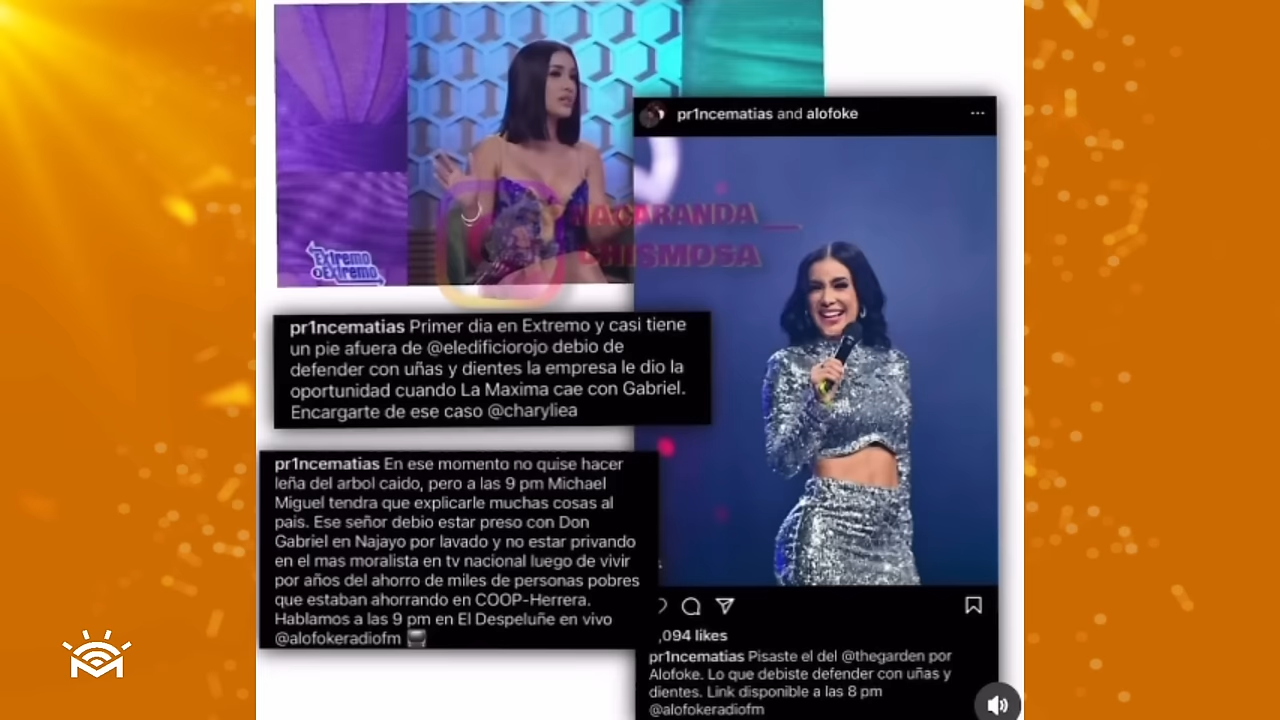 pr1ncematias and alofoke
NACARANDA__
CHISMOSA
Extremo
a Extremo
pr1ncematias Primer dia en Extremo y casi tiene
un pie afuera de @eledificiorojo debio de
defender con uñas y dientes la empresa le dio la
oportunidad cuando La Maxima cae con Gabriel.
Encargarte de ese caso @charyliea
pr1ncematias En ese momento no quise hacer
leña del arbol caido, pero a las 9 pm Michael
Miguel tendra que explicarle muchas cosas al
pais. Ese señor debio estar preso con Don
Gabriel en Najayo por lavado y no estar privando
en el mas moralista en tv nacional luego de vivir
por años del ahorro de miles de personas pobres
que estaban ahorrando en COOP-Herrera.
Hablamos a las 9 pm en El Despeluñe en vivo
@alofokeradiofm
,094 likes
pr1ncematias Pisaste el del @thegarden por
Alofoke. Lo que debiste defender con uñas y
dientes. Link disponible a las 8 pm
@alofokeradiofm